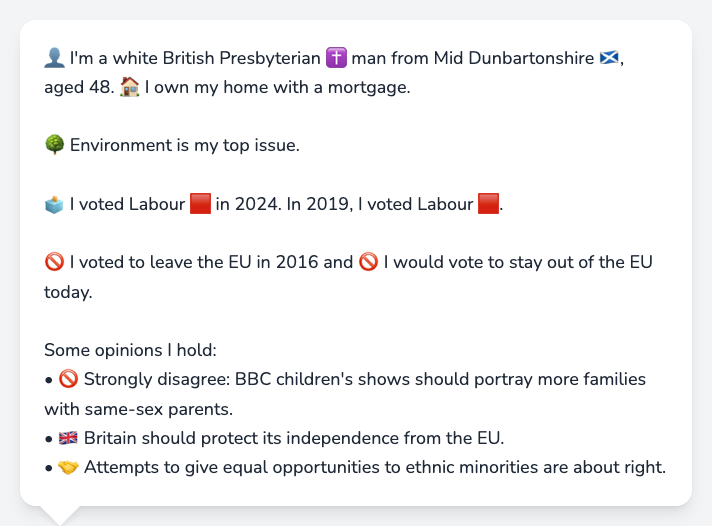 👤 I'm a white British Presbyterian ✝️ man from Mid Dunbartonshire 🏴󠁧󠁢󠁳󠁣󠁴󠁿,
aged 48. 🏠 I own my home with a mortgage.
🌳 Environment is my top issue.
🗳️ I voted Labour 🟥 in 2024. In 2019, I voted Labour 🟥.
🚫 I voted to leave the EU in 2016 and 🚫 I would vote to stay out of the EU
today.
Some opinions I hold:
• 🚫 Strongly disagree: BBC children's shows should portray more families
with same-sex parents.
• 🇬🇧 Britain should protect its independence from the EU.
• 🤝 Attempts to give equal opportunities to ethnic minorities are about right.